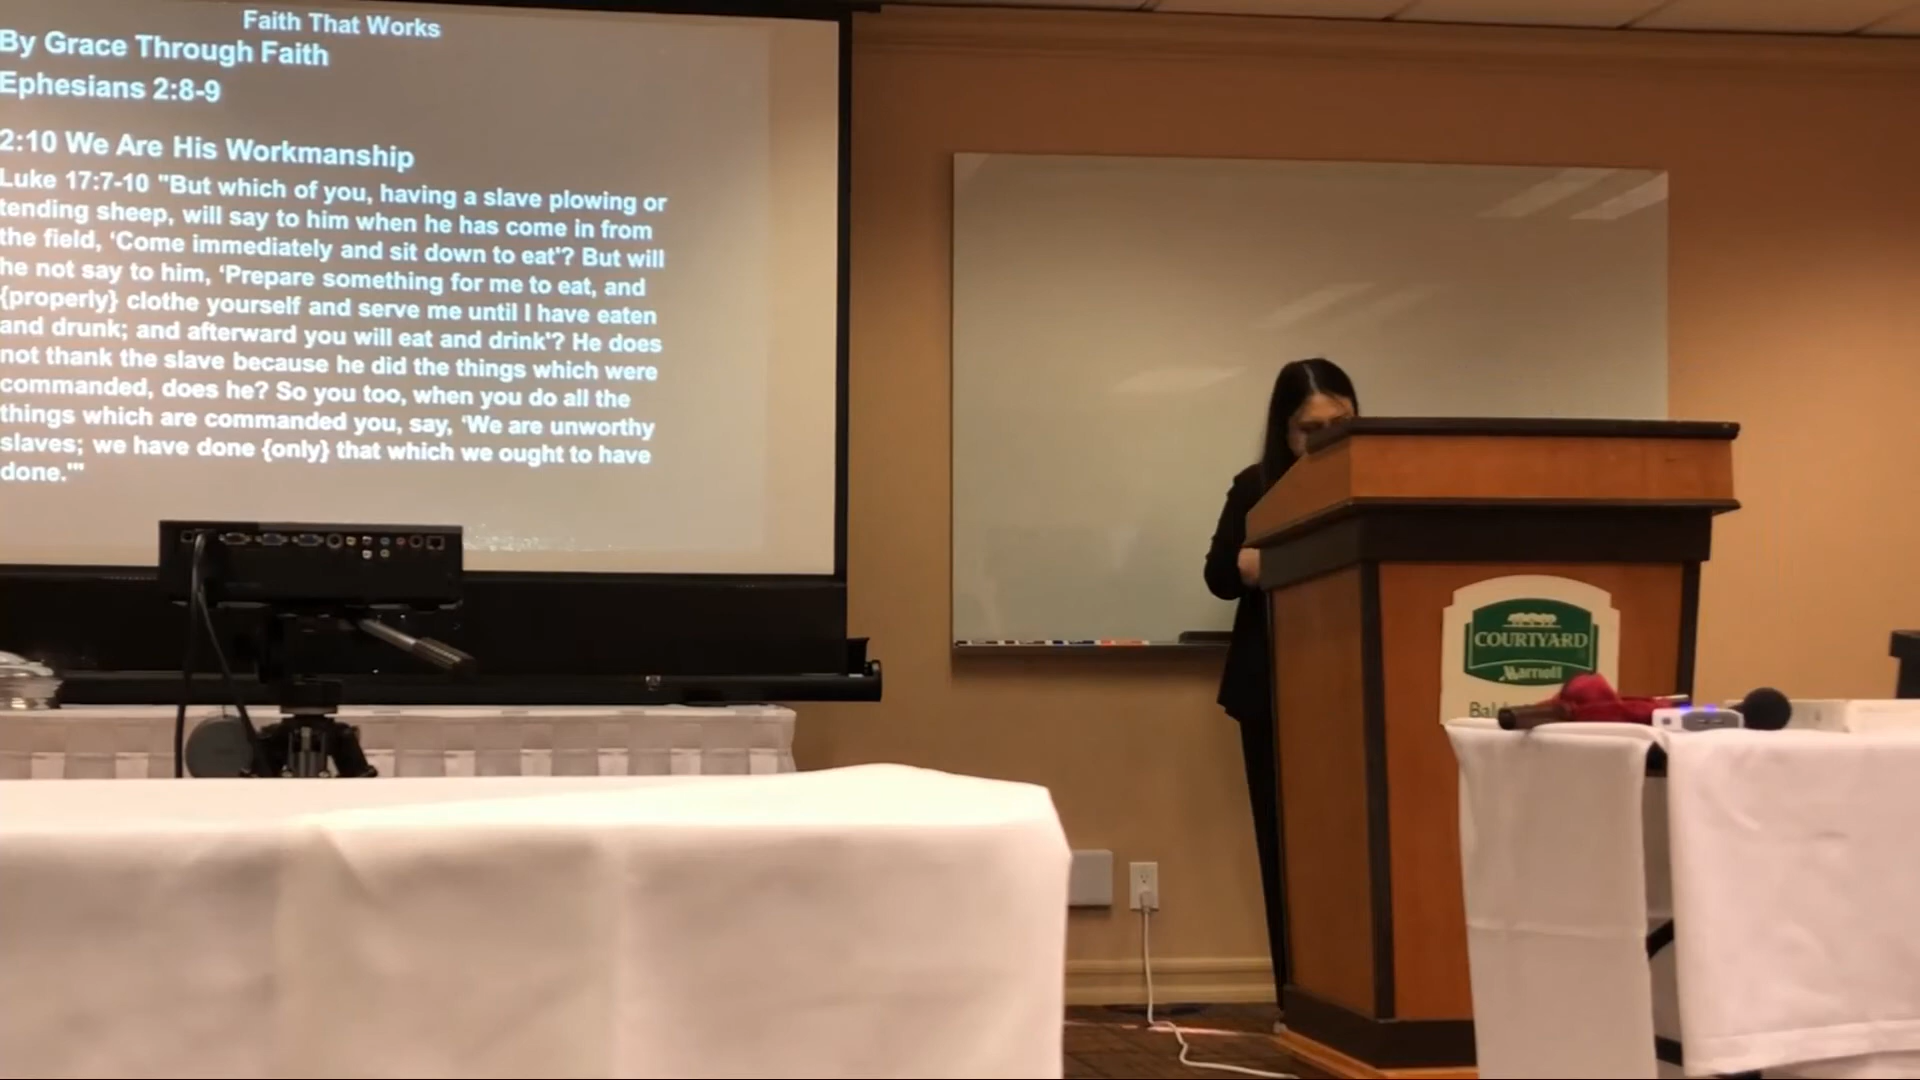 Faith That Works
By Grace Through Faith
Ephesians 2:8-9
2:10 We Are His Workmanship
Luke 17:7-10 "But which of you, having a slave plowing or
tending sheep, will say to him when he has come in from
the field, ‘Come immediately and sit down to eat’? But will
he not say to him, ‘Prepare something for me to eat, and
{properly} clothe yourself and serve me until I have eaten
and drunk; and afterward you will eat and drink’? He does
not thank the slave because he did the things which were
commanded, does he? So you too, when you do all the
things which are commanded you, say, ‘We are unworthy
slaves; we have done {only} that which we ought to have
done.’"
COURTYARD
Marriott